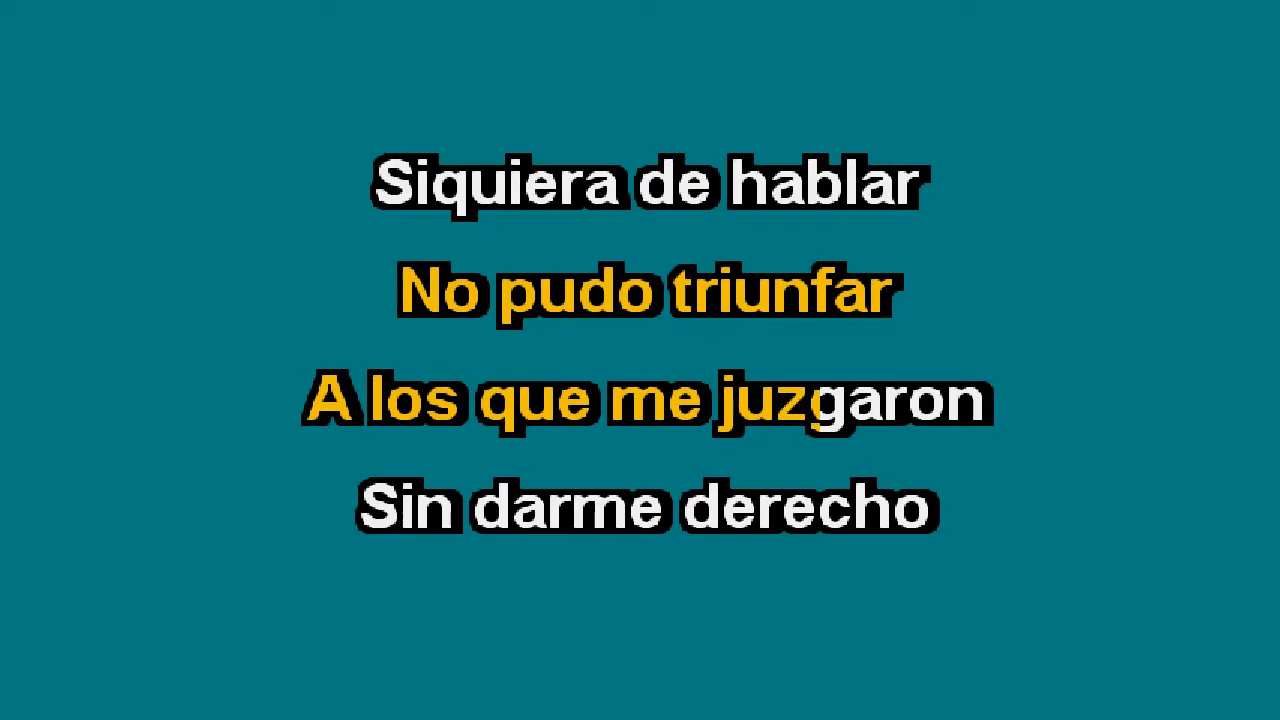 Siquiera de hablar
No pudo triunfar
A los que me juzgaron
Sin darme derecho